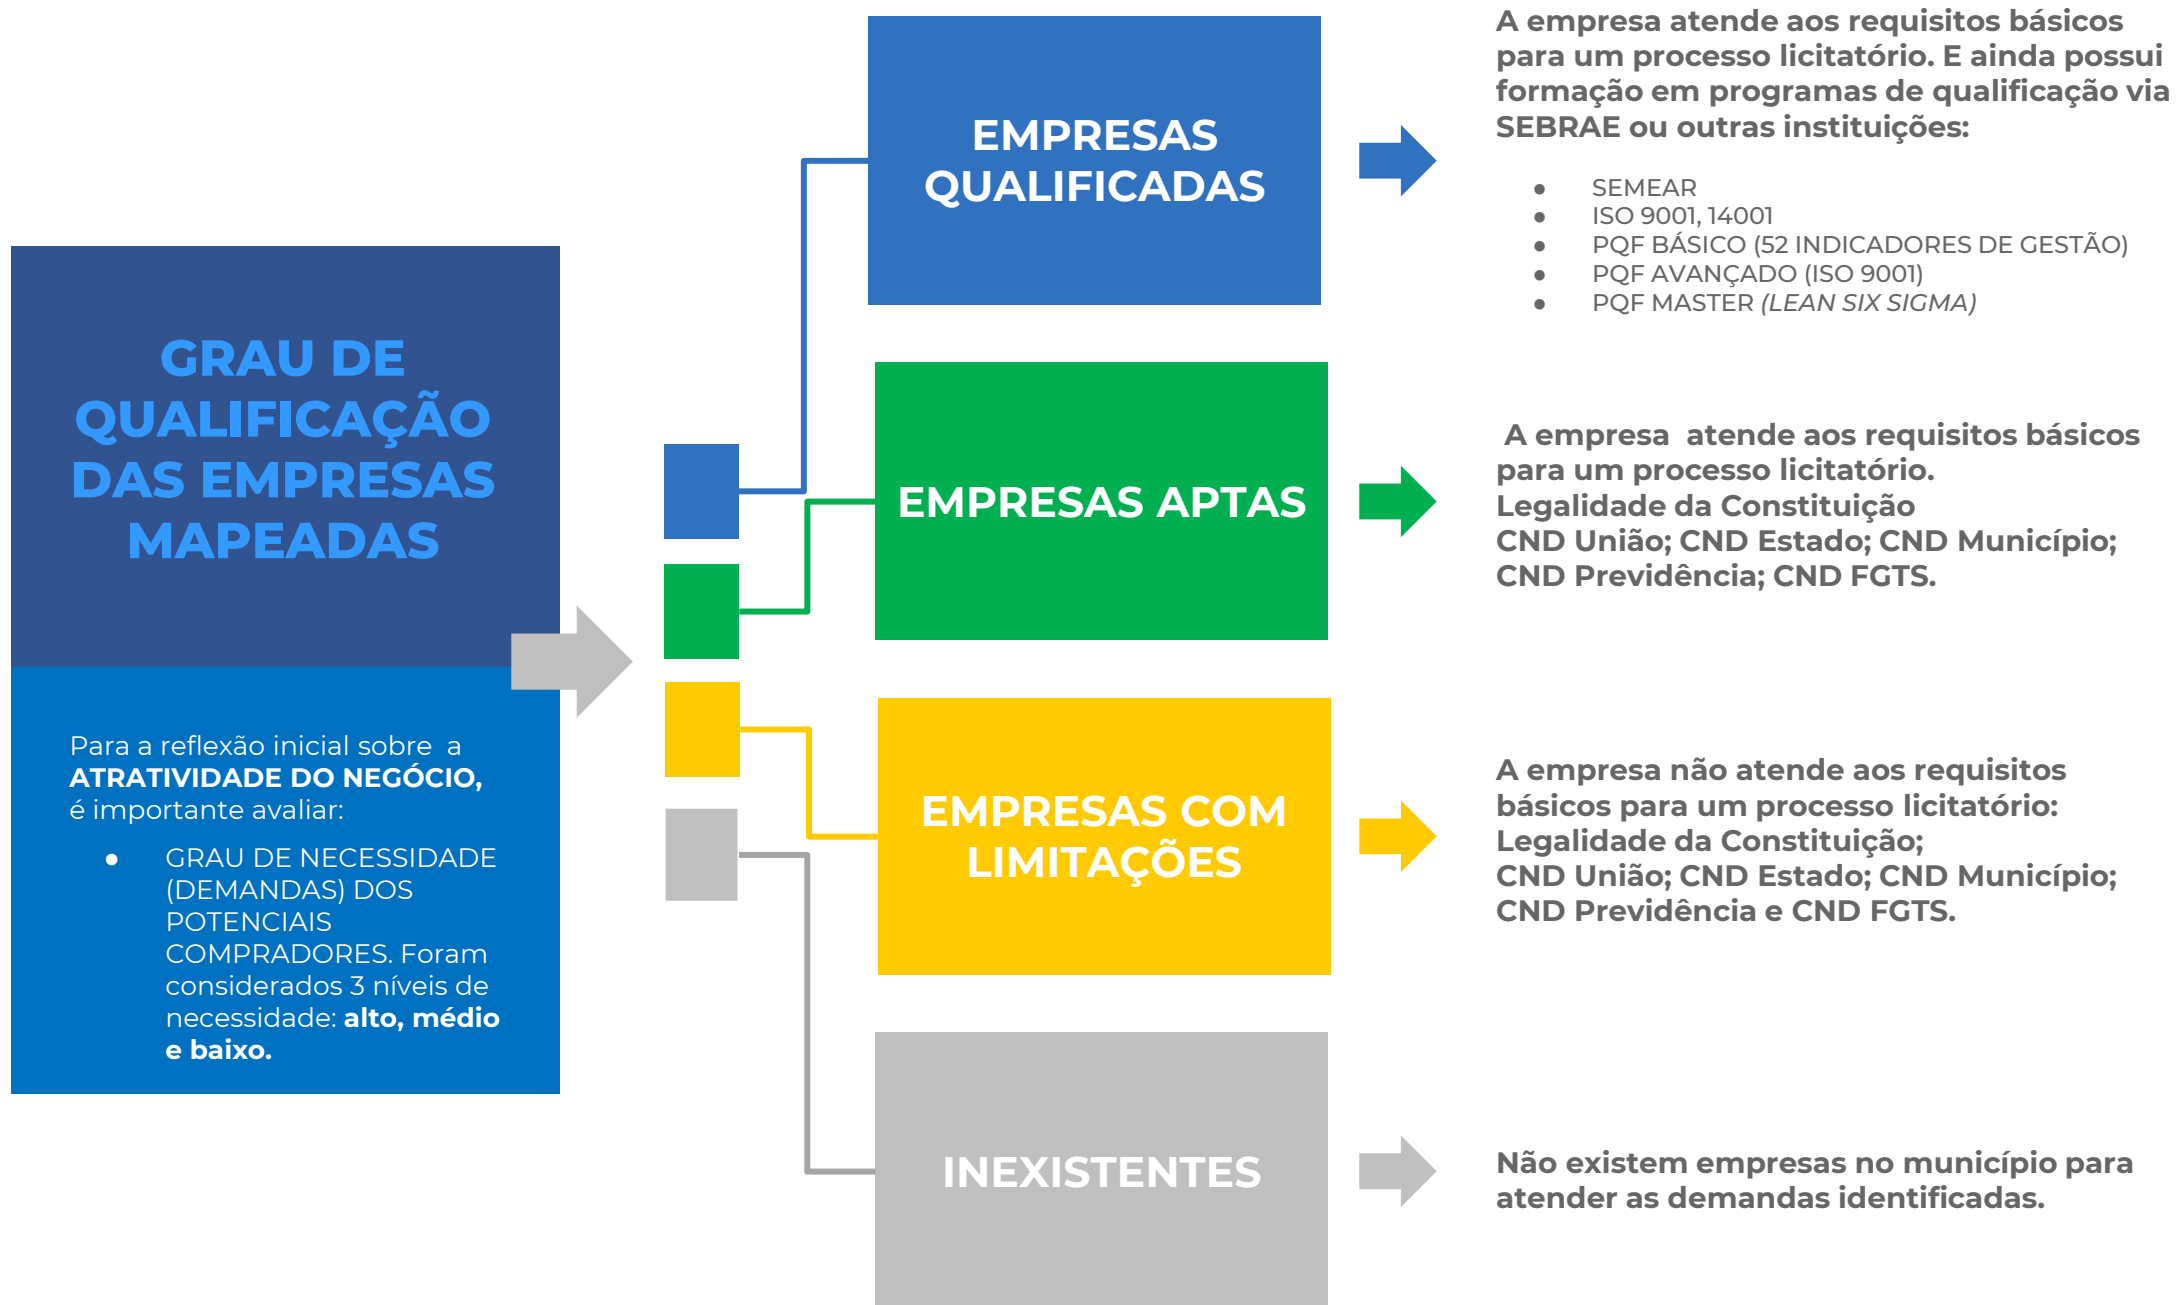 GRAU DE
QUALIFICAÇÃO
DAS EMPRESAS
MAPEADAS
Para a reflexão inicial sobre a
ATRATIVIDADE DO NEGÓCIO,
é importante avaliar:
● GRAU DE NECESSIDADE
(DEMANDAS) DOS
POTENCIAIS
COMPRADORES. Foram
considerados 3 níveis de
necessidade: alto, médio
e baixo.
EMPRESAS
QUALIFICADAS
A empresa atende aos requisitos básicos
para um processo licitatório. E ainda possui
formação em programas de qualificação via
SEBRAE ou outras instituições:
● SEMEAR
● ISO 9001, 14001
● PQF BÁSICO (52 INDICADORES DE GESTÃO)
● PQF AVANÇADO (ISO 9001)
● PQF MASTER (LEAN SIX SIGMA)
EMPRESAS APTAS
A empresa atende aos requisitos básicos
para um processo licitatório.
Legalidade da Constituição
CND União; CND Estado; CND Município;
CND Previdência; CND FGTS.
EMPRESAS COM
LIMITAÇÕES
A empresa não atende aos requisitos
básicos para um processo licitatório:
Legalidade da Constituição;
CND União; CND Estado; CND Município;
CND Previdência e CND FGTS.
INEXISTENTES
Não existem empresas no município para
atender as demandas identificadas.